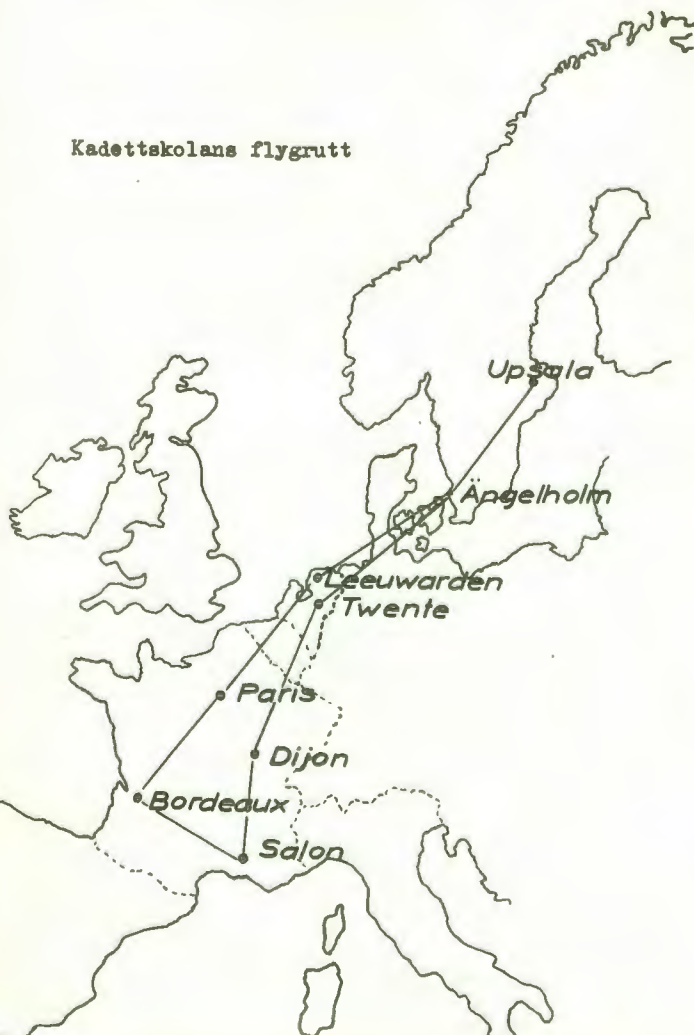 Kadettskolans flygrutt
Upsala
Ängelholm
Leeuwarden
Twente
Paris
Dijon
Bordeaux
Salon